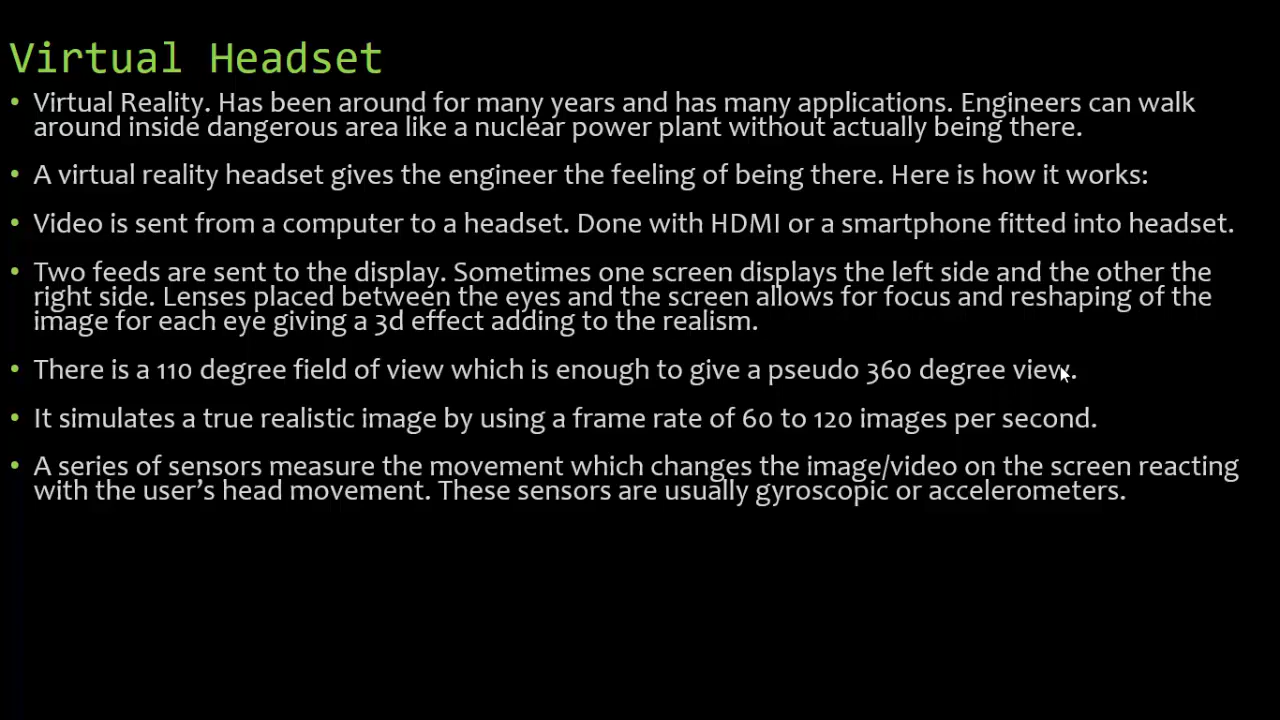 Virtual Headset
• Virtual Reality. Has been around for many years and has many applications. Engineers can walk
around inside dangerous area like a nuclear power plant without actually being there.
• A virtual reality headset gives the engineer the feeling of being there. Here is how it works:
• Video is sent from a computer to a headset. Done with HDMI or a smartphone fitted into headset.
• Two feeds are sent to the display. Sometimes one screen displays the left side and the other the
right side. Lenses placed between the eyes and the screen allows for focus and reshaping of the
image for each eye giving a 3d effect adding to the realism.
• There is a 110 degree field of view which is enough to give a pseudo 360 degree view.
• It simulates a true realistic image by using a frame rate of 60 to 120 images per second.
• A series of sensors measure the movement which changes the image/video on the screen reacting
with the user’s head movement. These sensors are usually gyroscopic or accelerometers.